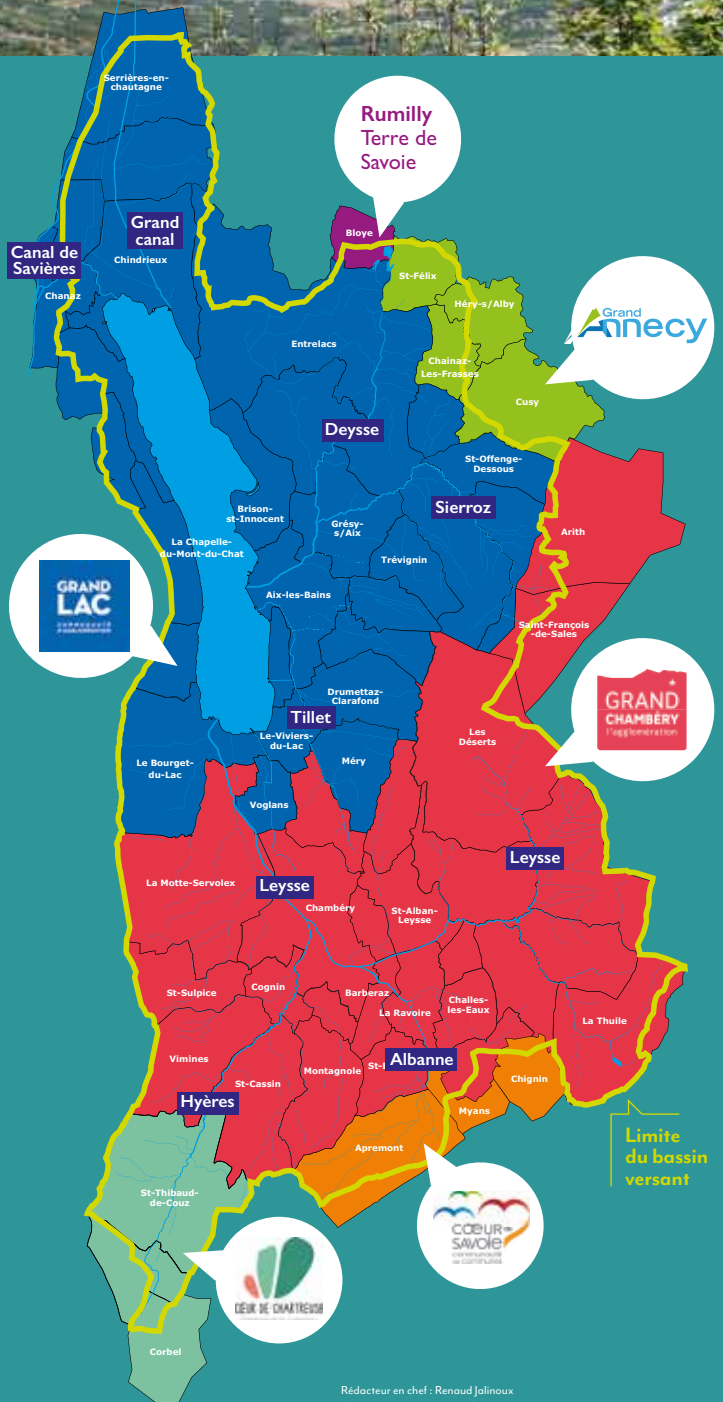 Serrières-en-
chautagne
Rumilly
Terre de
Savoie
Grand
canal
Bloye
Canal de
Savières
Chindrieux
St-Félix
Chanaz
Héry-s/Alby
Grand
Annecy
Entrelacs
Chainaz-
Les-Frasses
Cusy
Deysse
St-Offenge-
Dessous
Sierroz
Brison-
st-Innocent
Grésy-
s/Aix
Arith
La Chapelle-
du-Mont-du-Chat
Trévignin
GRAND
LAC
Aix-les-Bains
Saint-François
-de-Sales
Drumettaz-
Clarafond
GRAND
CHAMBÉRY
l'agglomération
Tillet
Les
Déserts
Le-Viviers-
du-Lac
Le Bourget-
du-Lac
Méry
Voglans
Leysse
La Motte-Servolex
Leysse
Chambéry
St-Alban-
Leysse
St-Sulpice
Cognin
Barberaz
La Ravoire
Challes-
les-Eaux
La Thuile
Vimines
Montagnole
Albanne
St-Cassin
Chignin
Hyères
Myans
Limite
du bassin
versant
Apremont
St-Thibaud-
de-Couz
CŒUR DE
SAVOIE
communauté
de communes
CŒUR DE CHARTREUSE
Corbel
Rédacteur en chef : Renaud Jalinoux